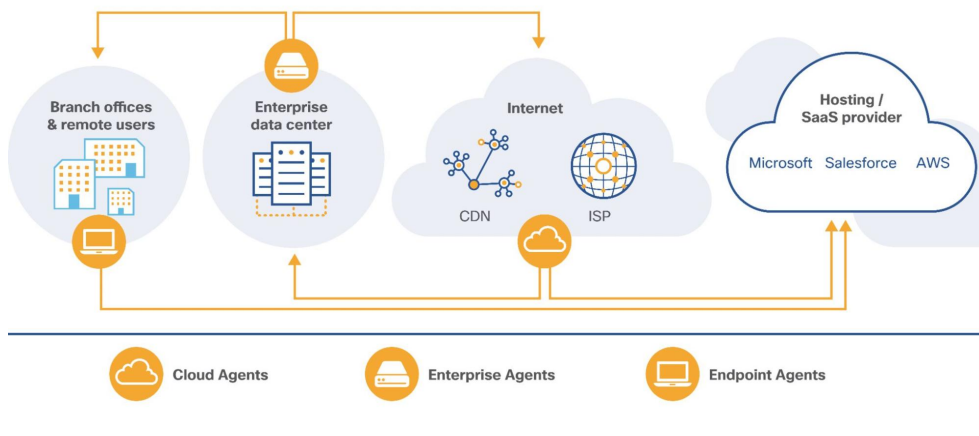 Branch offices
& remote users
Enterprise
data center
Internet
CDN
ISP
Hosting /
SaaS provider
Microsoft Salesforce AWS
Cloud Agents
Enterprise Agents
Endpoint Agents